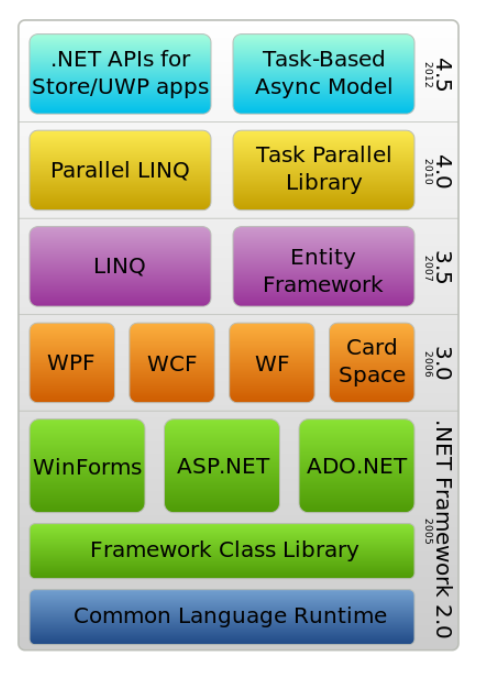 .NET APIs for
Store/UWP apps
Task-Based
Async Model
4.5
2012
Parallel LINQ
Task Parallel
Library
4.0
2010
LINQ
Entity
Framework
3.5
2007
WPF
WCF
WF
Card
Space
3.0
2006
WinForms
ASP.NET
ADO.NET
Framework Class Library
Common Language Runtime
.NET Framework 2.0
2005